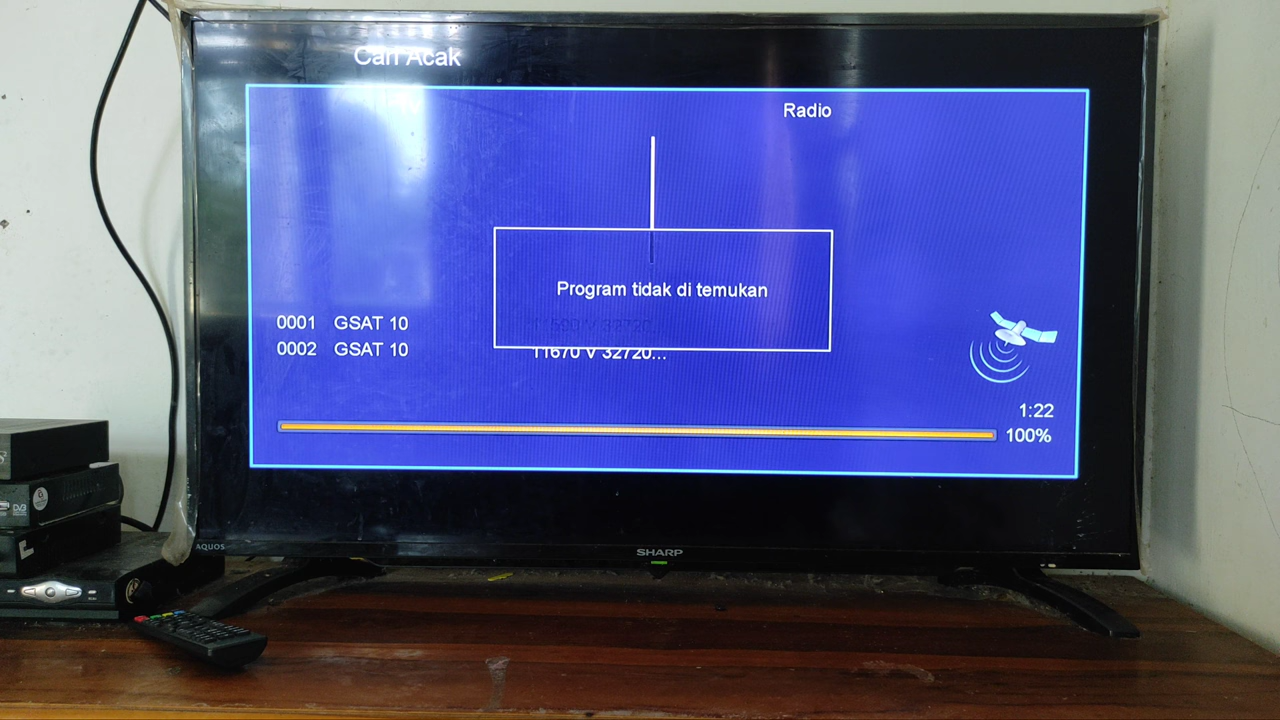 Cari Acak
Radio
Program tidak di temukan
0001 GSAT 10
0002 GSAT 10 11670 V 32720...
1:22
100%
AQUOS
SHARP
DVB